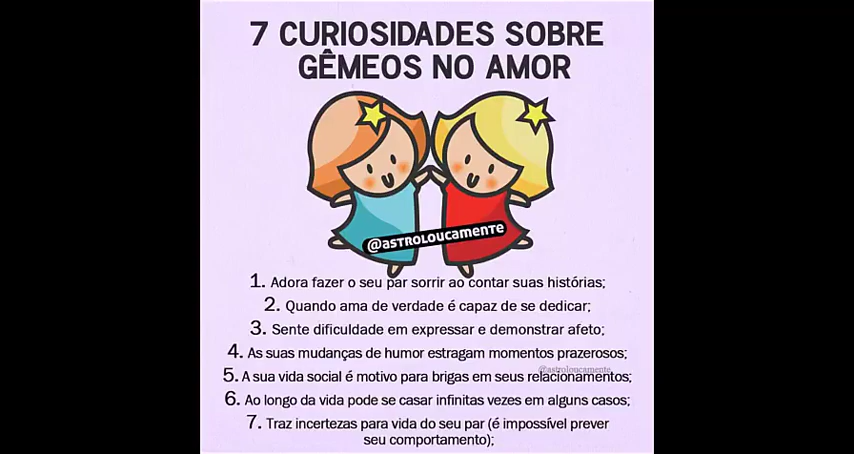 7 CURIOSIDADES SOBRE
GÊMEOS NO AMOR
@ASTROLOUCAMENTE
1. Adora fazer o seu par sorrir ao contar suas histórias;
2. Quando ama de verdade é capaz de se dedicar;
3. Sente dificuldade em expressar e demonstrar afeto;
4. As suas mudanças de humor estragam momentos prazerosos;
@astroloucamente
5. A sua vida social é motivo para brigas em seus relacionamentos;
6. Ao longo da vida pode se casar infinitas vezes em alguns casos;
7. Traz incertezas para vida do seu par (é impossível prever
seu comportamento);